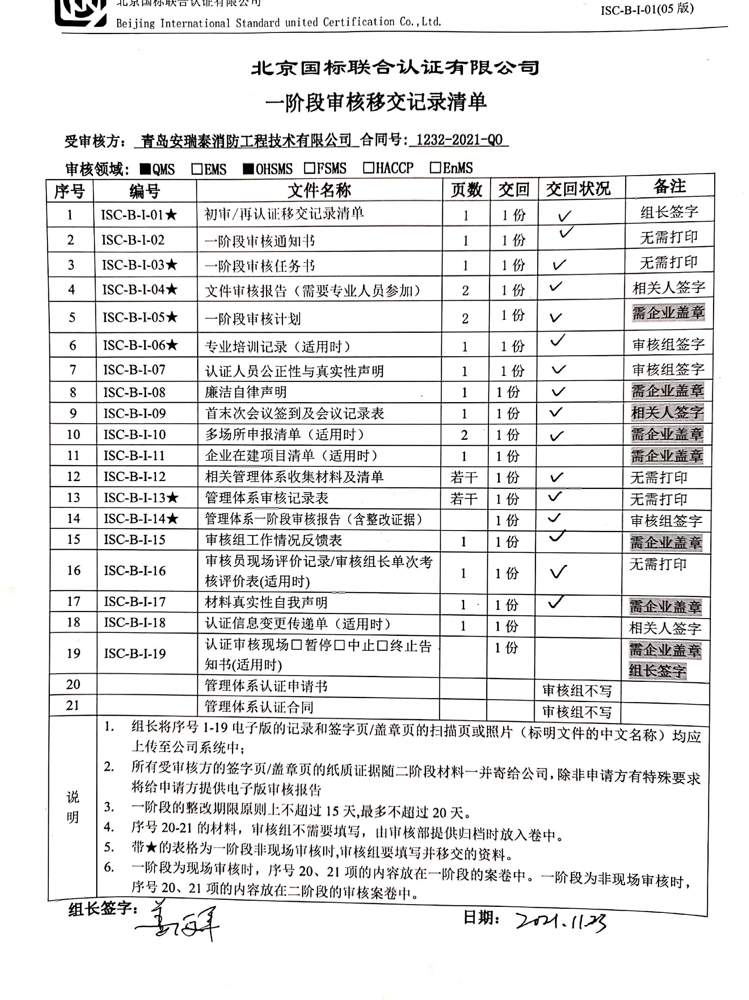 北京国标联合认证有限公司
Beijing International Standard united Certification Co.,Ltd.
ISC-B-I-01(05 版)
北京国标联合认证有限公司
一阶段审核移交记录清单
受审核方： 青岛安瑞泰消防工程技术有限公司 合同号： 1232-2021-QO
审核领域：■QMS □EMS ■OHSMS □FSMS □HACCP □EnMS
序号 编号 文件名称 页数 交回 交回状况 备注
1 ISC-B-I-01★ 初审/再认证移交记录清单 1 1 份 ✓ 组长签字
2 ISC-B-I-02 一阶段审核通知书 1 1 份 ✓ 无需打印
3 ISC-B-I-03★ 一阶段审核任务书 1 1 份 ✓ 无需打印
4 ISC-B-I-04★ 文件审核报告（需要专业人员参加） 2 1 份 ✓ 相关人签字
5 ISC-B-I-05★ 一阶段审核计划 2 1 份 ✓ 需企业盖章
6 ISC-B-I-06★ 专业培训记录（适用时） 1 1 份 ✓ 审核组签字
7 ISC-B-I-07 认证人员公正性与真实性声明 1 1 份 ✓ 审核组签字
8 ISC-B-I-08 廉洁自律声明 1 1 份 ✓ 需企业盖章
9 ISC-B-I-09 首末次会议签到及会议记录表 1 1 份 ✓ 相关人签字
10 ISC-B-I-10 多场所申报清单（适用时） 2 1 份 ✓ 需企业盖章
11 ISC-B-I-11 企业在建项目清单（适用时） 1 1 份 需企业盖章
12 ISC-B-I-12 相关管理体系收集材料及清单 若干 1 份 ✓ 无需打印
13 ISC-B-I-13★ 管理体系审核记录表 若干 1 份 ✓ 无需打印
14 ISC-B-I-14★ 管理体系一阶段审核报告（含整改证据） 1 份 ✓ 审核组签字
15 ISC-B-I-15 审核组工作情况反馈表 1 1 份 ✓ 需企业盖章
16 ISC-B-I-16 审核员现场评价记录/审核组长单次考 1 1 份 ✓ 无需打印
核评价表(适用时)
17 ISC-B-I-17 材料真实性自我声明 1 1 份 ✓ 需企业盖章
18 ISC-B-I-18 认证信息变更传递单（适用时） 1 1 份 相关人签字
19 ISC-B-I-19 认证审核现场□暂停□中止□终止告 1 份 需企业盖章
知书(适用时) 组长签字
20 管理体系认证申请书 审核组不写
21 管理体系认证合同 审核组不写
说明
1. 组长将序号 1-19 电子版的记录和签字页/盖章页的扫描页或照片（标明文件的中文名称）均应
上传至公司系统中；
2. 所有受审核方的签字页/盖章页的纸质证据随二阶段材料一并寄给公司，除非申请方有特殊要求
将给申请方提供电子版审核报告
3. 一阶段的整改期限原则上不超过 15 天,最多不超过 20 天。
4. 序号 20-21 的材料，审核组不需要填写，由审核部提供归档时放入卷中。
5. 带★的表格为一阶段非现场审核时,审核组要填写并移交的资料。
6. 一阶段为现场审核时，序号 20、21 项的内容放在一阶段的案卷中。一阶段为非现场审核时，
序号 20、21 项的内容放在二阶段的审核案卷中。
组长签字：
日期： 2021.11.23